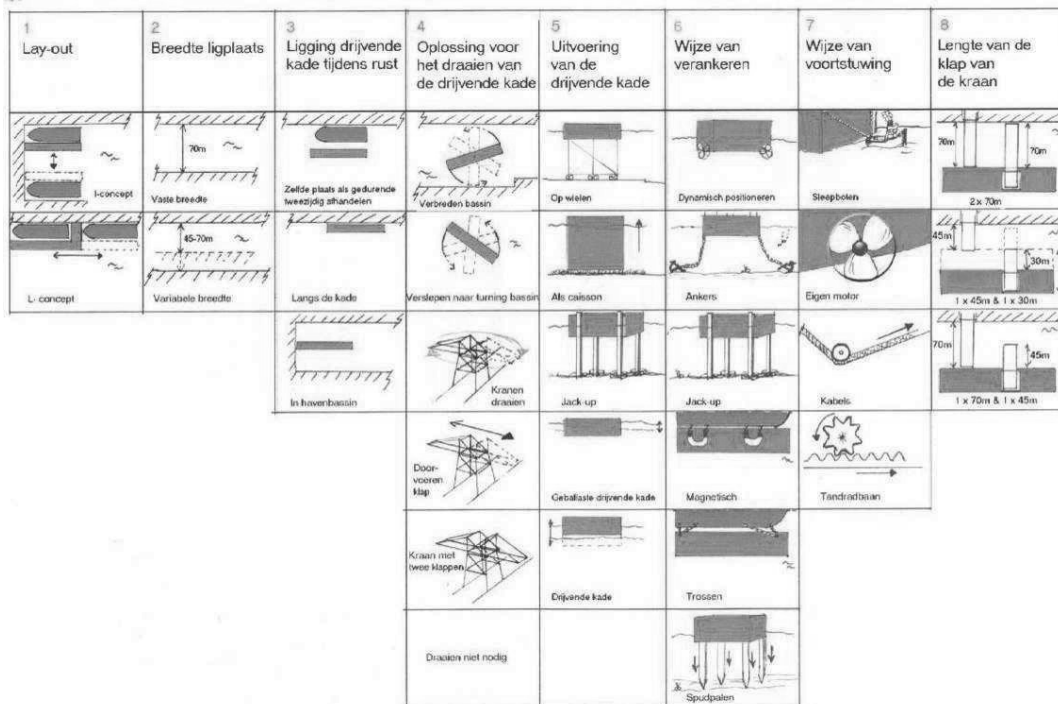 1
Lay-out
2
Breedte ligplaats
3
Ligging drijvende
kade tijdens rust
4
Oplossing voor
het draaien van
de drijvende kade
5
Uitvoering
van de
drijvende kade
6
Wijze van
verankeren
7
Wijze van
voortstuwing
8
Lengte van de
klap van
de kraan
I-concept
70m
Vaste breedte
Zelfde plaats als gedurende
tweezijdig afhandelen
Verbreden bassin
Op wielen
Dynamisch positioneren
Sleepboten
70m
70m
2 x 70m
L- concept
45-70m
Variabele breedte
Langs de kade
Verslepen naar turning bassin
Als caisson
Ankers
Eigen motor
45m
30m
1 x 45m & 1 x 30m
In havenbassin
Kranen
draaien
Jack-up
Jack-up
Kabels
70m
45m
1 x 70m & 1 x 45m
Door-
voeren
klap
Geballaste drijvende kade
Magnetisch
Tandradbaan
Kraan met
twee klappen
Drijvende kade
Trossen
Draaien niet nodig
Spudpalen